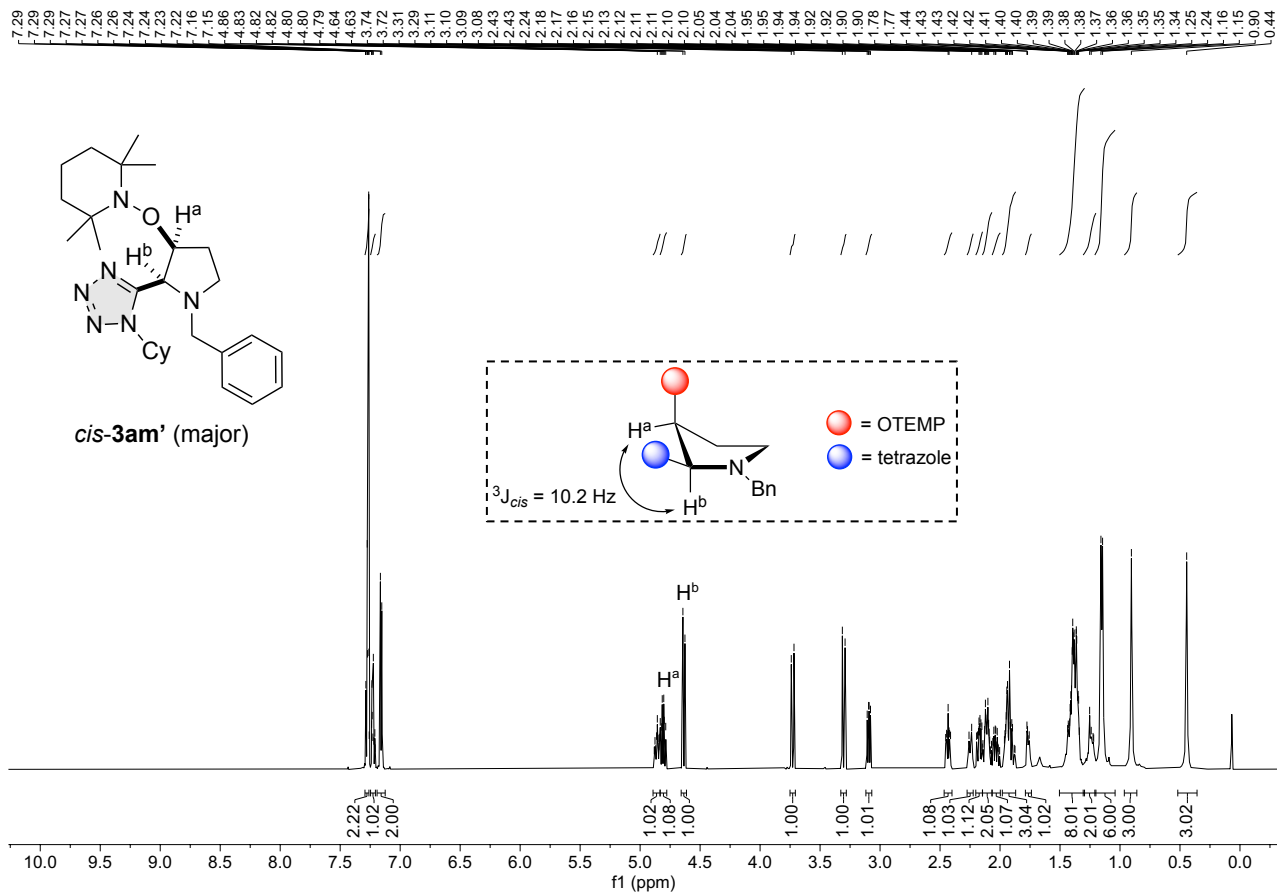 7.29 7.29 7.29 7.27 7.27 7.26 7.26 7.24 7.23 7.22 7.16 7.15 4.86 4.83 4.82 4.82 4.80 4.80 4.79 4.64 4.63 3.74 3.72 3.31 3.29 3.11 3.10 3.09 3.08 2.43 2.43 2.24 2.18 2.17 2.16 2.15 2.13 2.12 2.11 2.11 2.10 2.10 2.05 2.04 2.04 1.95 1.95 1.94 1.94 1.92 1.90 1.90 1.78 1.77 1.44 1.43 1.43 1.42 1.42 1.41 1.40 1.40 1.39 1.39 1.38 1.38 1.37 1.36 1.36 1.35 1.35 1.34 1.25 1.24 1.16 1.15 0.90 0.44
N
O
Hᵃ
Hᵇ
N
N
N
N
N
Cy
cis-3am' (major)
Hᵃ
N
Bn
Hᵇ
³Jcis = 10.2 Hz
= OTEMP
= tetrazole
Hᵇ
Hᵃ
2.22 1.02 2.00 1.02 1.08 1.00 1.00 1.00 1.01 1.08 1.03 1.12 2.05 1.07 3.04 1.02 8.01 2.01 6.00 3.00 3.02
10.0 9.5 9.0 8.5 8.0 7.5 7.0 6.5 6.0 5.5 5.0 4.5 4.0 3.5 3.0 2.5 2.0 1.5 1.0 0.5 0.0
f1 (ppm)